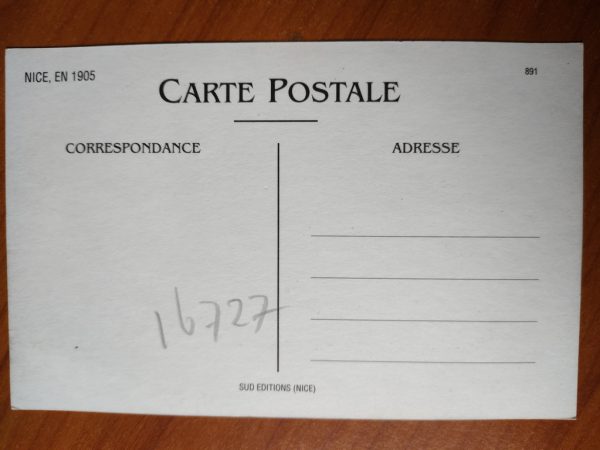 NICE, EN 1905
891
CARTE POSTALE
CORRESPONDANCE
ADRESSE
16727
SUD EDITIONS (NICE)